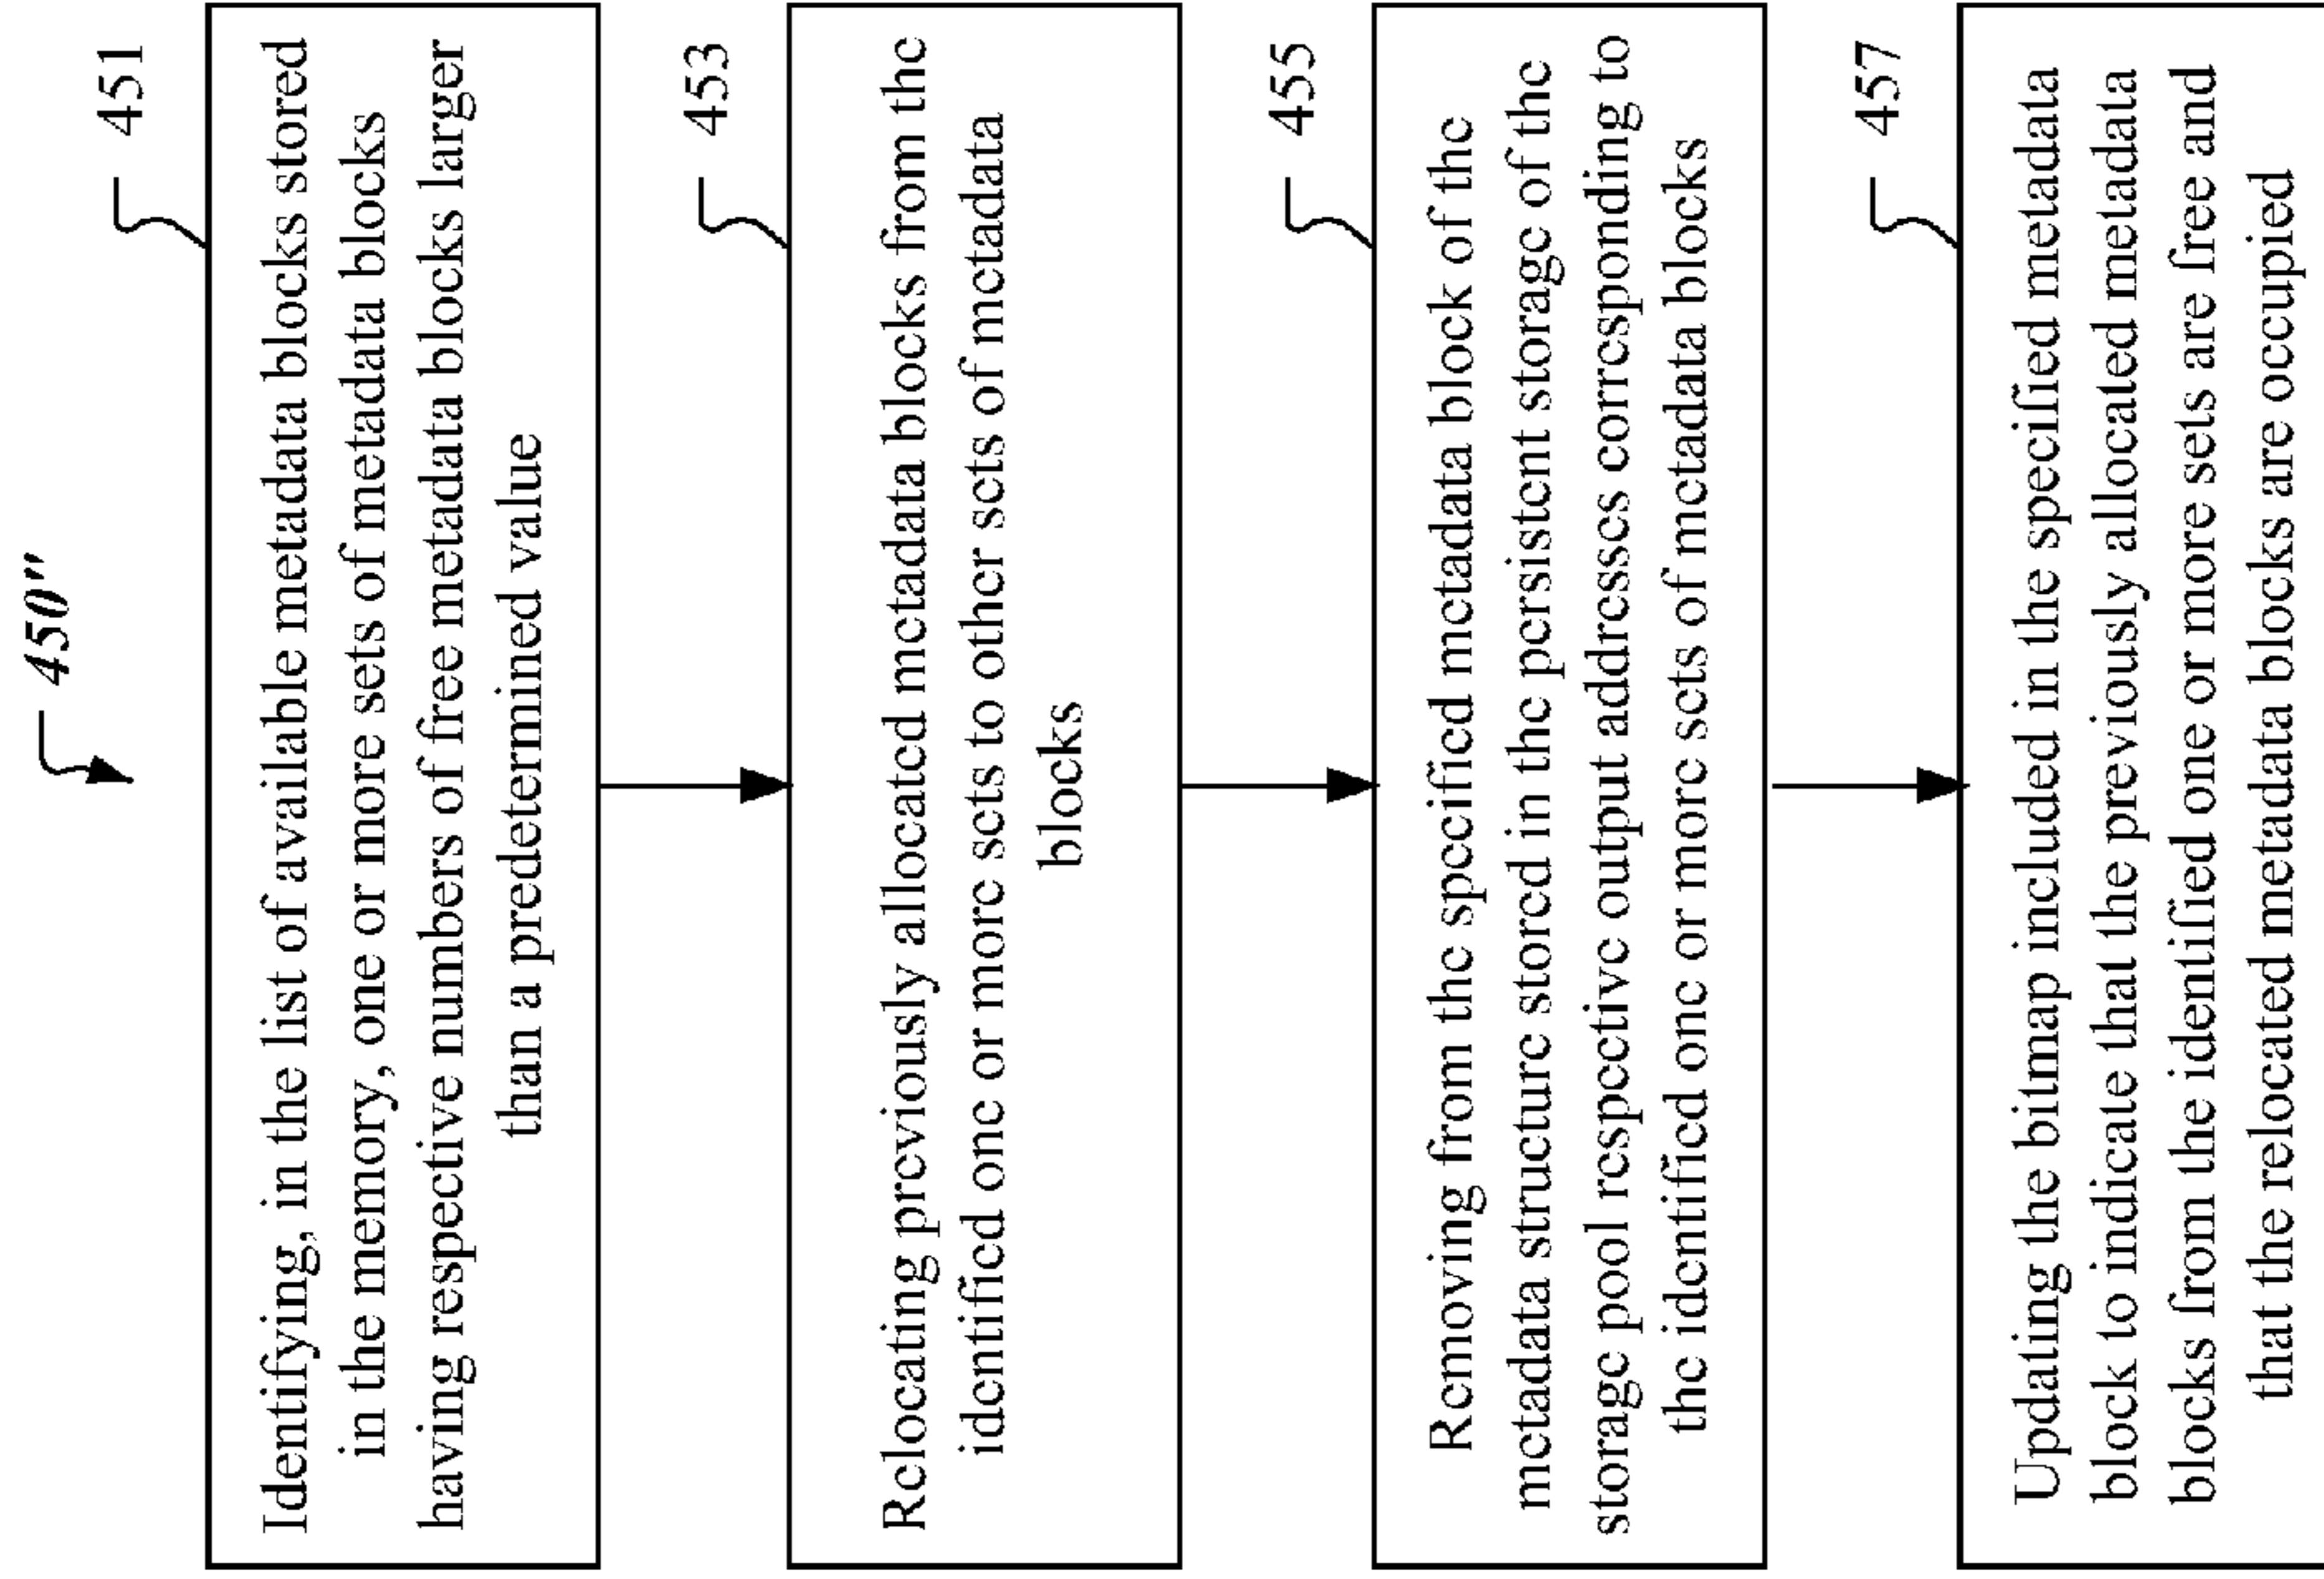 450″
451
Identifying, in the list of available metadata blocks stored
in the memory, one or more sets of metadata blocks
having respective numbers of free metadata blocks larger
than a predetermined value
453
Relocating previously allocated metadata blocks from the
identified one or more sets to other sets of metadata
blocks
455
Removing from the specified metadata block of the
metadata structure stored in the persistent storage of the
storage pool respective output addresses corresponding to
the identified one or more sets of metadata blocks
457
Updating the bitmap included in the specified metadata
block to indicate that the previously allocated metadata
blocks from the identified one or more sets are free and
that the relocated metadata blocks are occupied